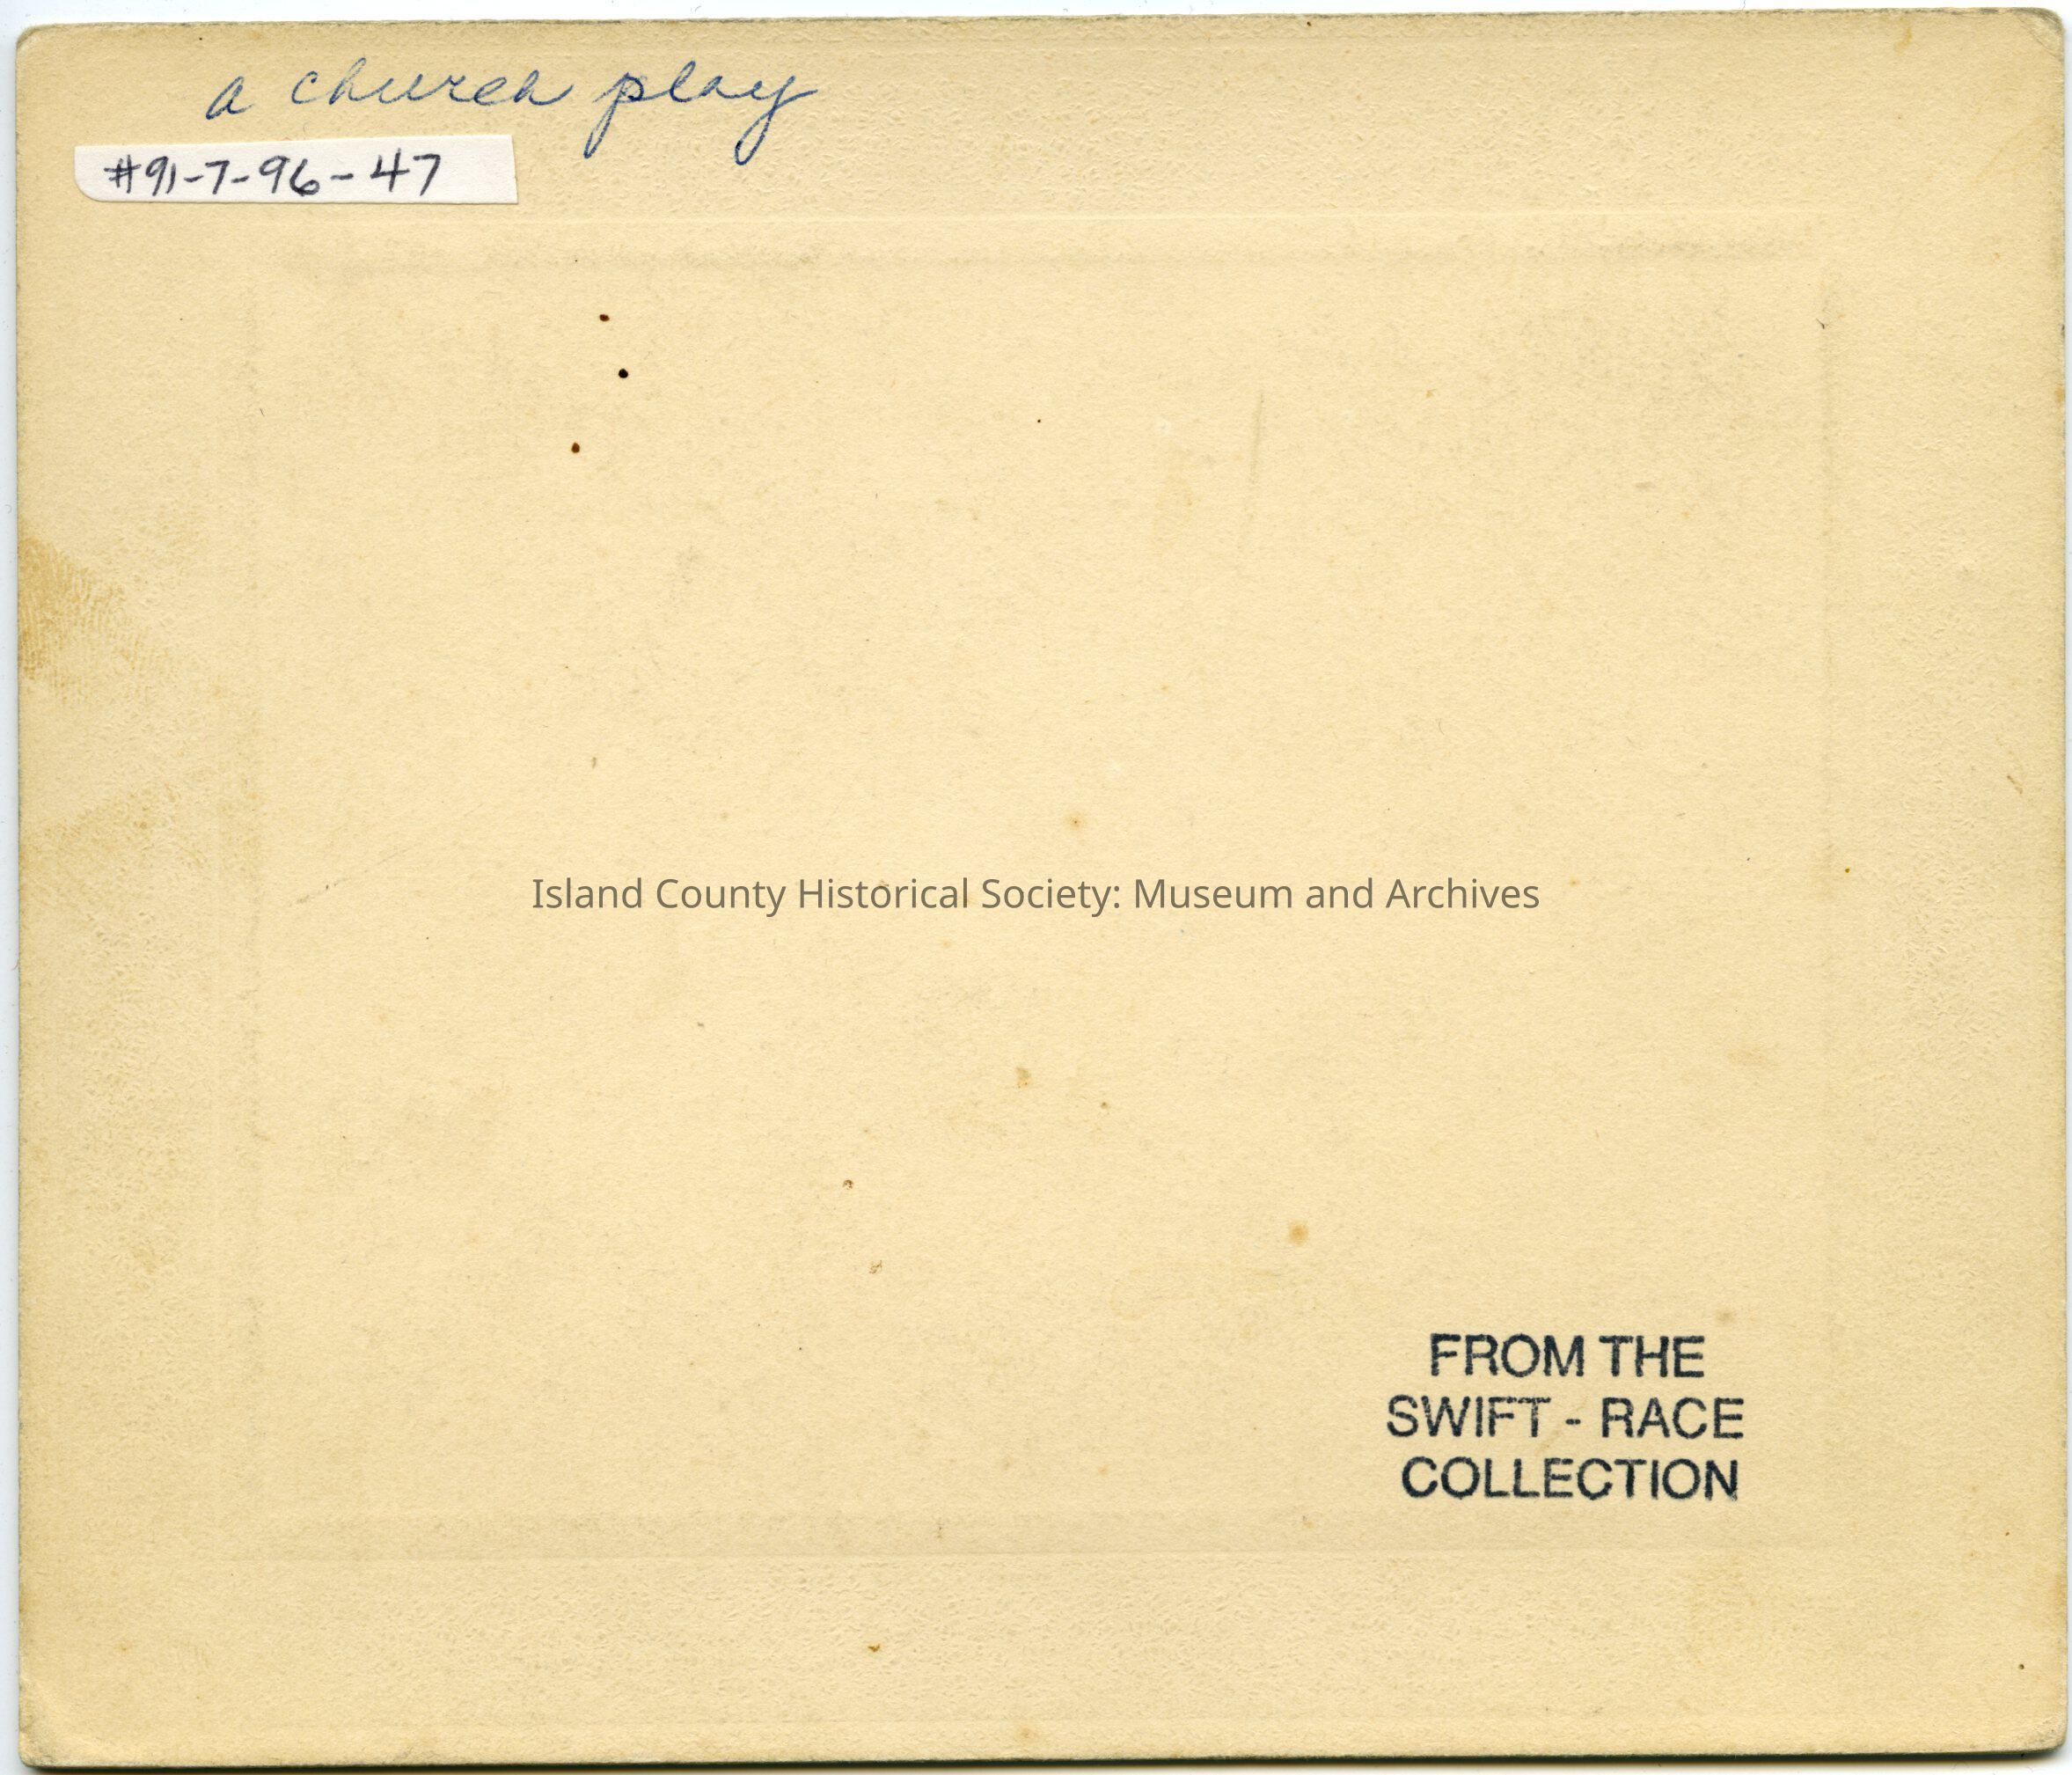 a church play
#91-7-96-47
Island County Historical Society: Museum and Archives
FROM THE
SWIFT - RACE
COLLECTION